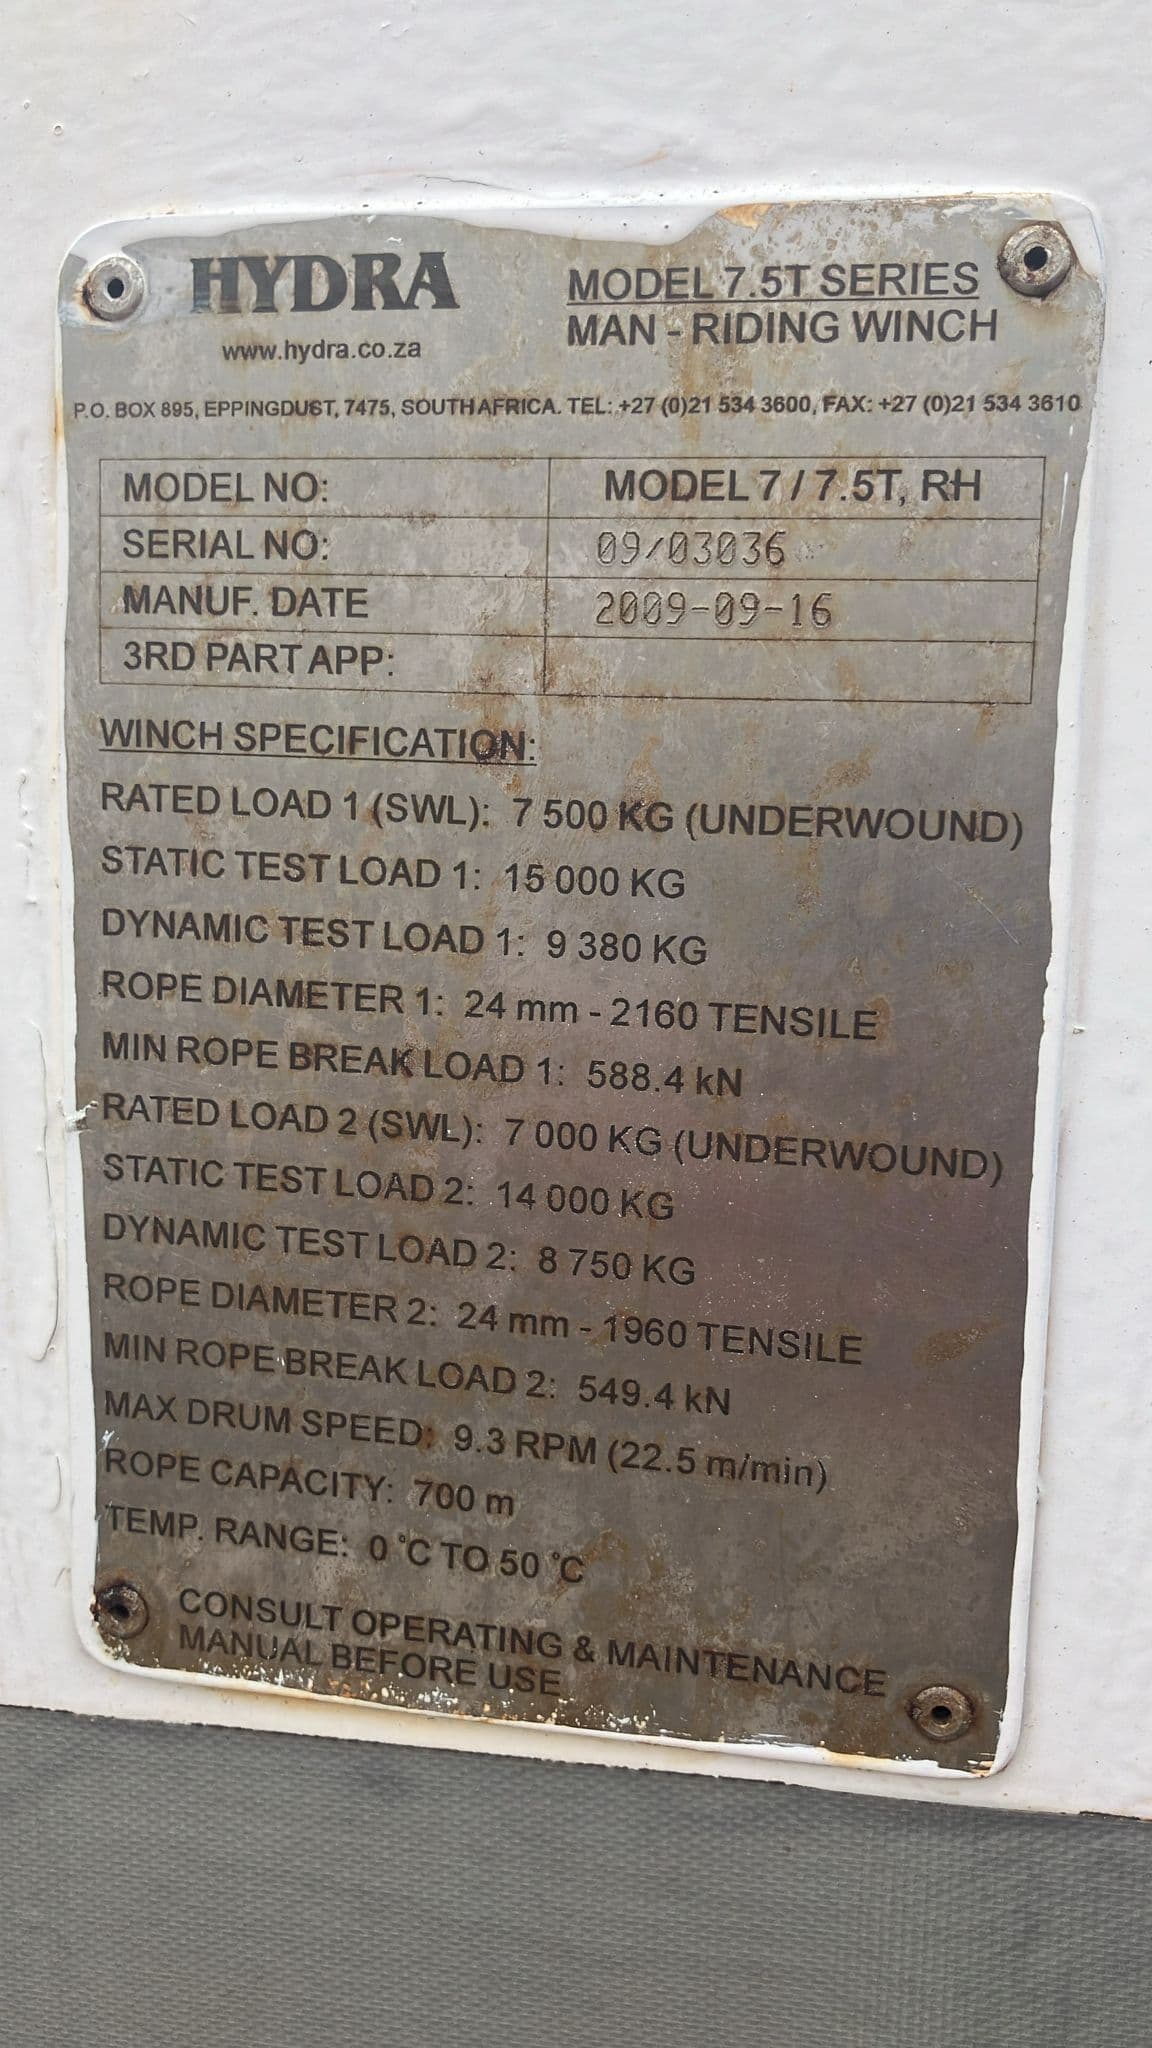 HYDRA
www.hydra.co.za
MODEL 7.5T SERIES
MAN - RIDING WINCH
P.O. BOX 895, EPPINGDUST, 7475, SOUTH AFRICA. TEL: +27 (0)21 534 3600, FAX: +27 (0)21 534 3610
MODEL NO: MODEL 7 / 7.5T, RH
SERIAL NO: 09/03036
MANUF. DATE 2009-09-16
3RD PART APP:
WINCH SPECIFICATION:
RATED LOAD 1 (SWL): 7 500 KG (UNDERWOUND)
STATIC TEST LOAD 1: 15 000 KG
DYNAMIC TEST LOAD 1: 9 380 KG
ROPE DIAMETER 1: 24 mm - 2160 TENSILE
MIN ROPE BREAK LOAD 1: 588.4 kN
RATED LOAD 2 (SWL): 7 000 KG (UNDERWOUND)
STATIC TEST LOAD 2: 14 000 KG
DYNAMIC TEST LOAD 2: 8 750 KG
ROPE DIAMETER 2: 24 mm - 1960 TENSILE
MIN ROPE BREAK LOAD 2: 549.4 kN
MAX DRUM SPEED: 9.3 RPM (22.5 m/min)
ROPE CAPACITY: 700 m
TEMP. RANGE: 0 °C TO 50 °C
CONSULT OPERATING & MAINTENANCE
MANUAL BEFORE USE